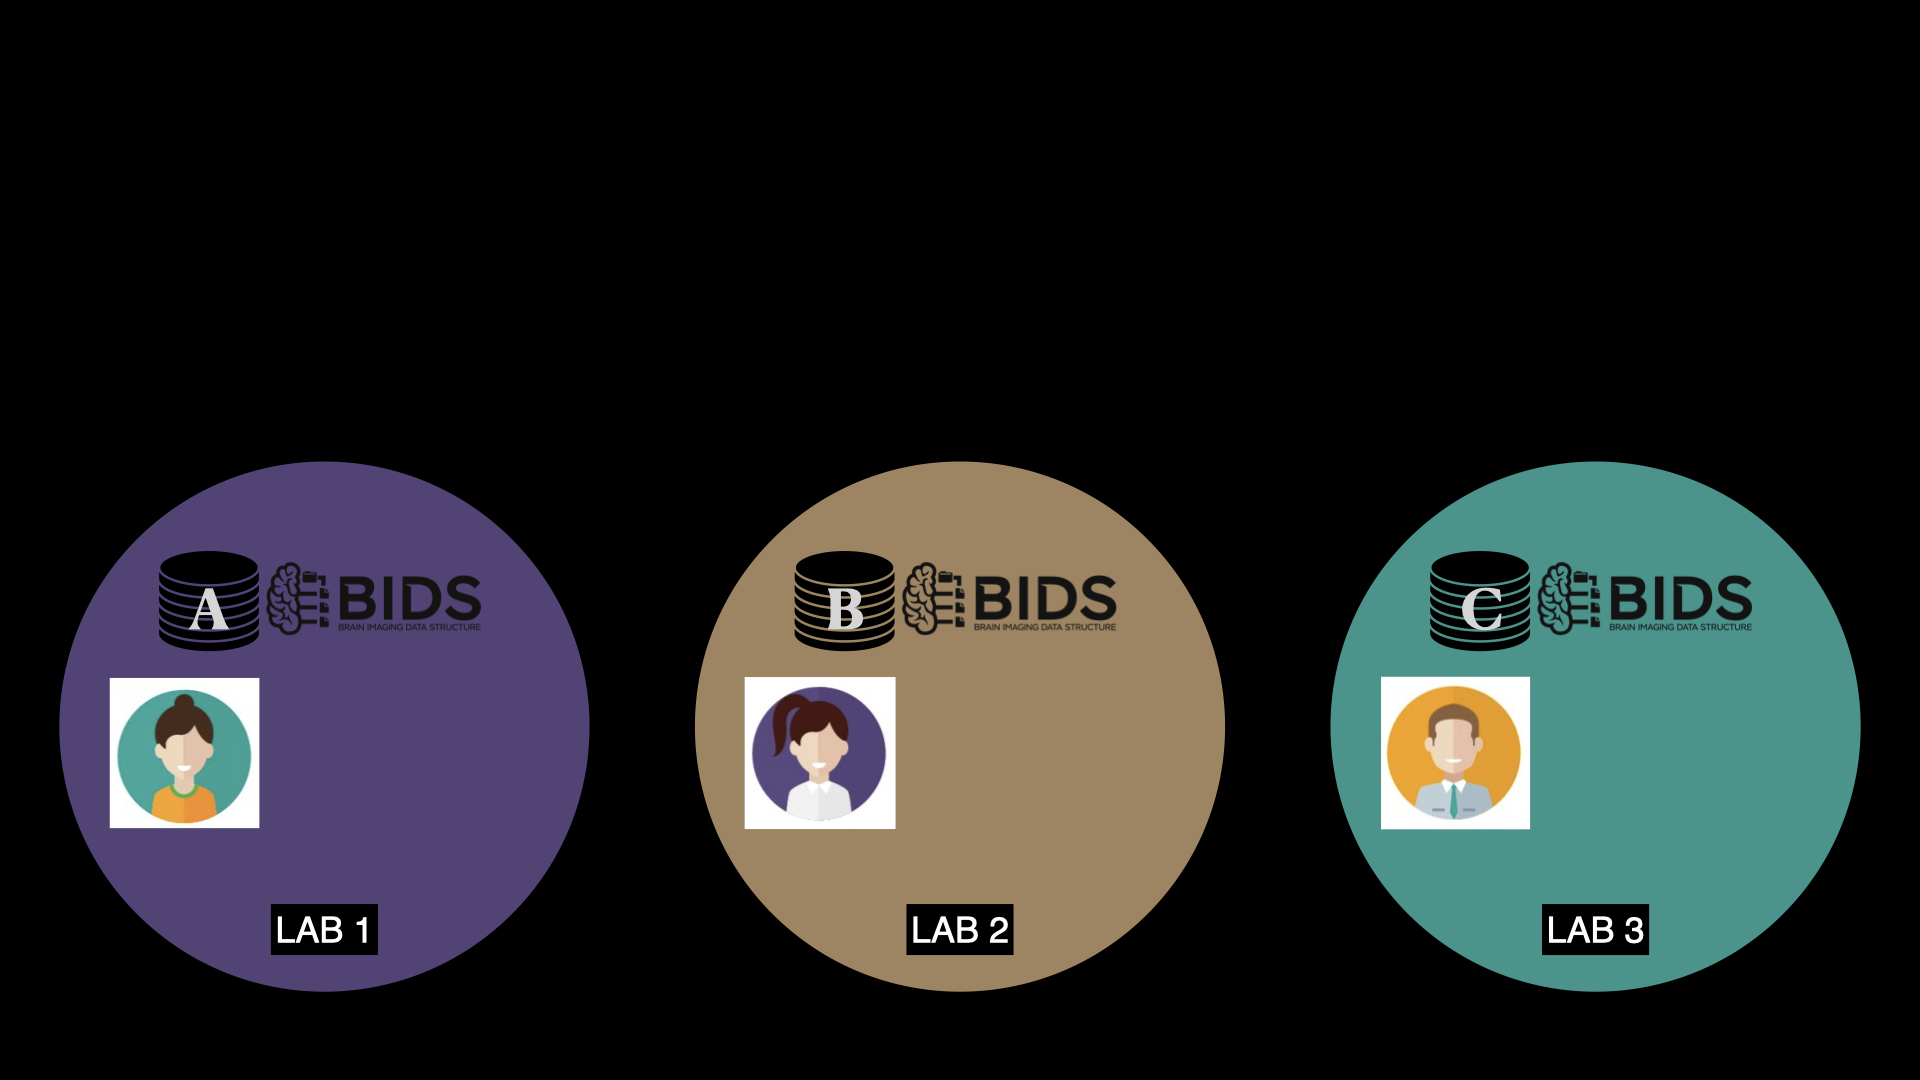 A
BIDS
BRAIN IMAGING DATA STRUCTURE
LAB 1
B
BIDS
BRAIN IMAGING DATA STRUCTURE
LAB 2
C
BIDS
BRAIN IMAGING DATA STRUCTURE
LAB 3